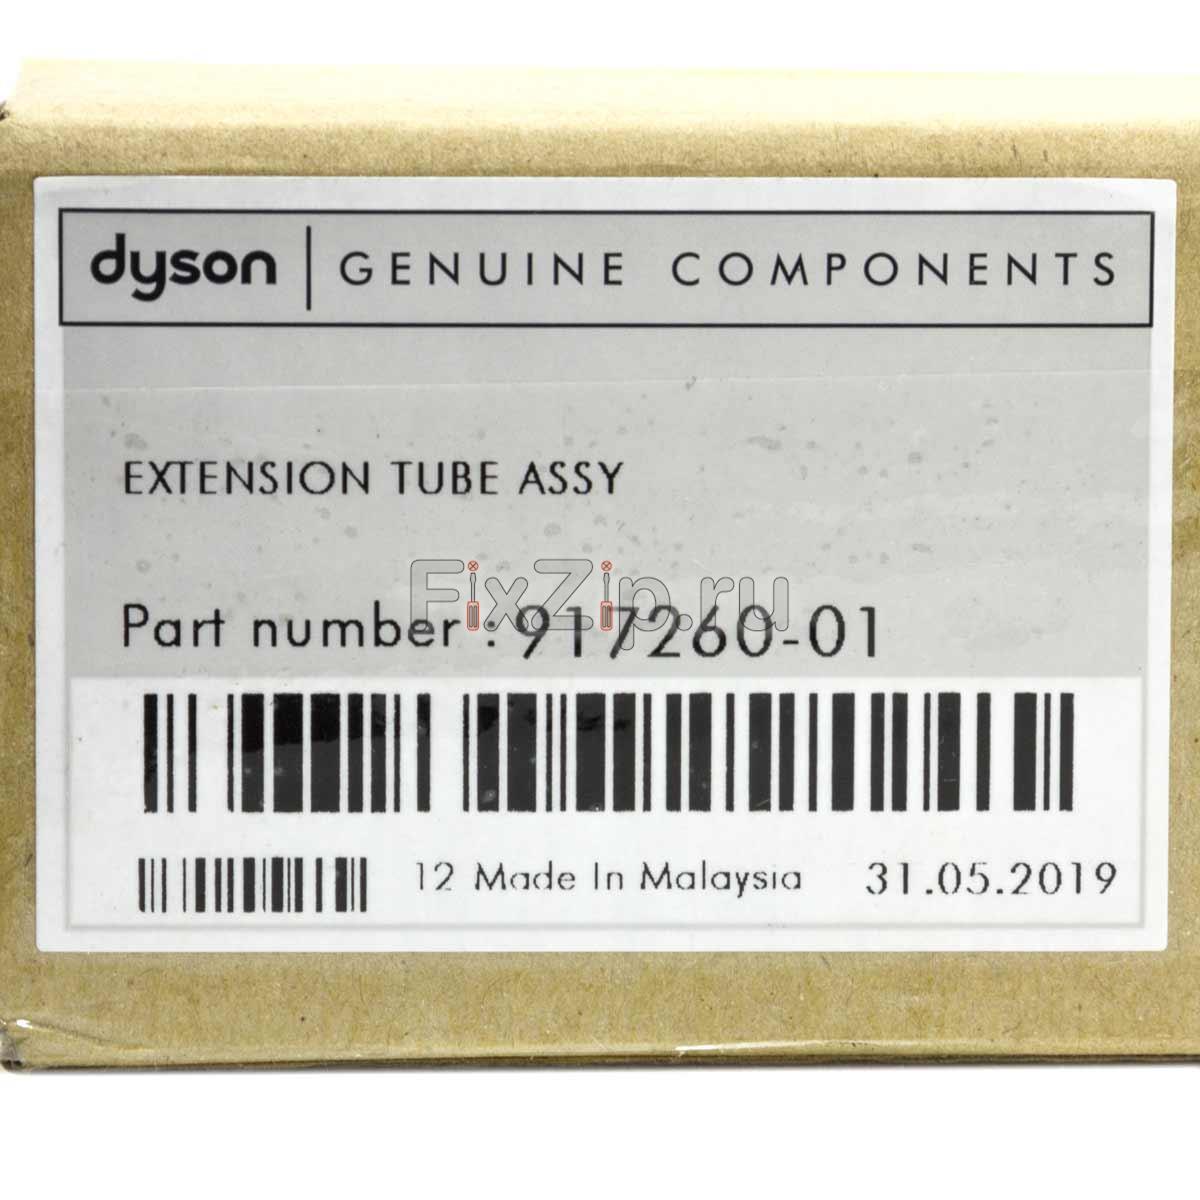 dyson | GENUINE COMPONENTS
EXTENSION TUBE ASSY
FixZip.ru
Part number : 917260-01
12 Made In Malaysia 31.05.2019